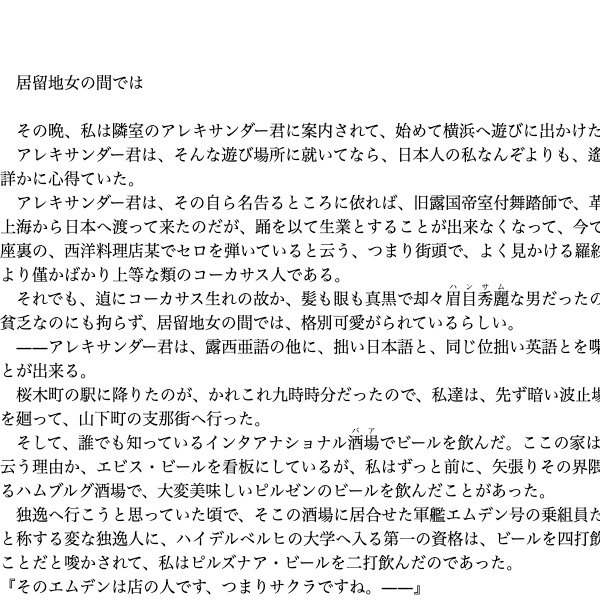 居留地女の間では
その晩、私は隣室のアレキサンダー君に案内されて、始めて横浜へ遊びに出かけた
アレキサンダー君は、そんな遊び場所に就いてなら、日本人の私なんぞよりも、遙
詳かに心得ていた。
アレキサンダー君は、その自ら名告るところに依れば、旧露国帝室付舞踏師で、革
上海から日本へ渡って来たのだが、踊を以て生業とすることが出来なくなって、今で
座裏の、西洋料理店某でセロを弾いていると云う、つまり街頭で、よく見かける羅紗
より僅かばかり上等な類のコーカサス人である。
それでも、遉にコーカサス生れの故か、髪も眼も真黒で却々眉目秀麗ハンサムな男だったの
貧乏なのにも拘らず、居留地女の間では、格別可愛がられているらしい。
――アレキサンダー君は、露西亜語の他に、拙い日本語と、同じ位拙い英語とを喋
とが出来る。
桜木町の駅に降りたのが、かれこれ九時時分だったので、私達は、先ず暗い波止場
を廻って、山下町の支那街へ行った。
そして、誰でも知っているインタアナショナル酒場バアでビールを飲んだ。ここの家は
云う理由か、エビス・ビールを看板にしているが、私はずっと前に、矢張りその界隈
るハムブルグ酒場で、大変美味しいピルゼンのビールを飲んだことがあった。
独逸へ行こうと思っていた頃で、そこの酒場に居合せた軍艦エムデン号の乗組員だ
と称する変な独逸人に、ハイデルベルヒの大学へ入る第一の資格は、ビールを四打飲
ことだと唆かされて、私はピルズナア・ビールを二打飲んだのであった。
『そのエムデンは店の人です、つまりサクラですね。――』